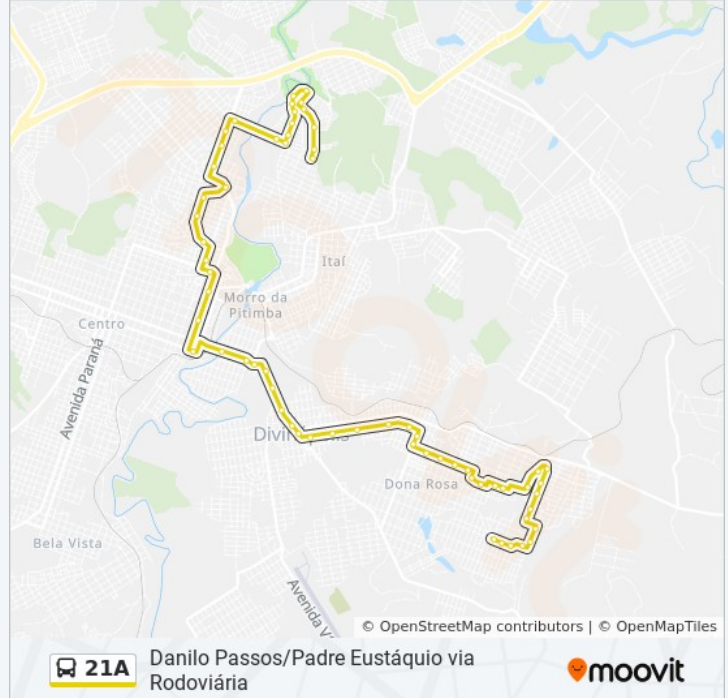 Itaí
Morro da
Pitimba
Centro
Avenida Paraná
Dona Rosa
Bela Vista
© OpenStreetMap contributors | © OpenMapTiles
21A
Danilo Passos/Padre Eustáquio via
Rodoviária
moovit